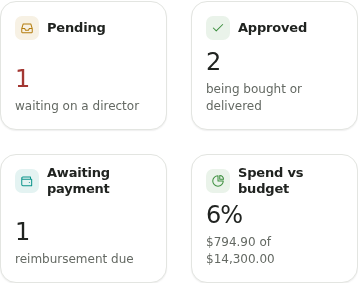 Pending
1
waiting on a director
Approved
2
being bought or
delivered
Awaiting
payment
1
reimbursement due
Spend vs
budget
6%
$794.90 of
$14,300.00